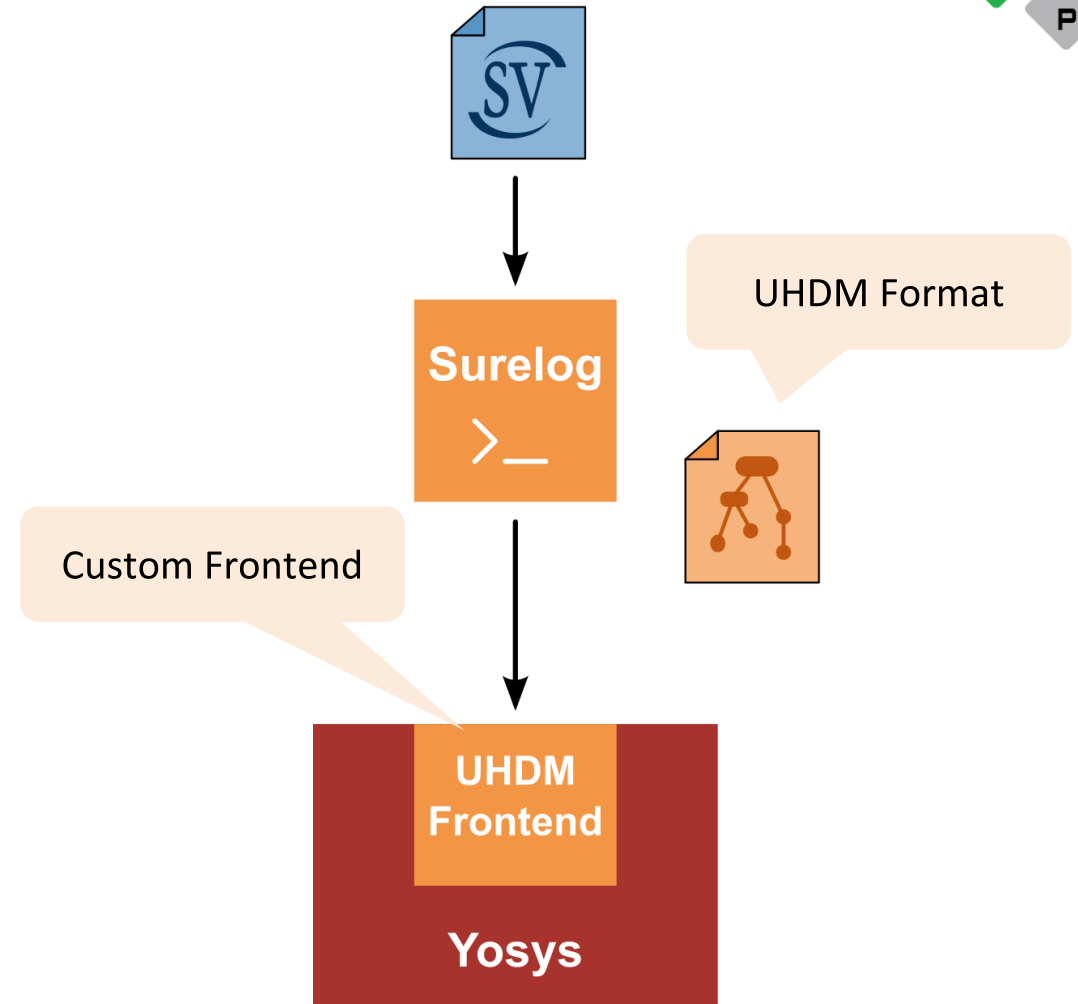 P
SV
UHDM Format
Surelog
>_
Custom Frontend
UHDM
Frontend
Yosys